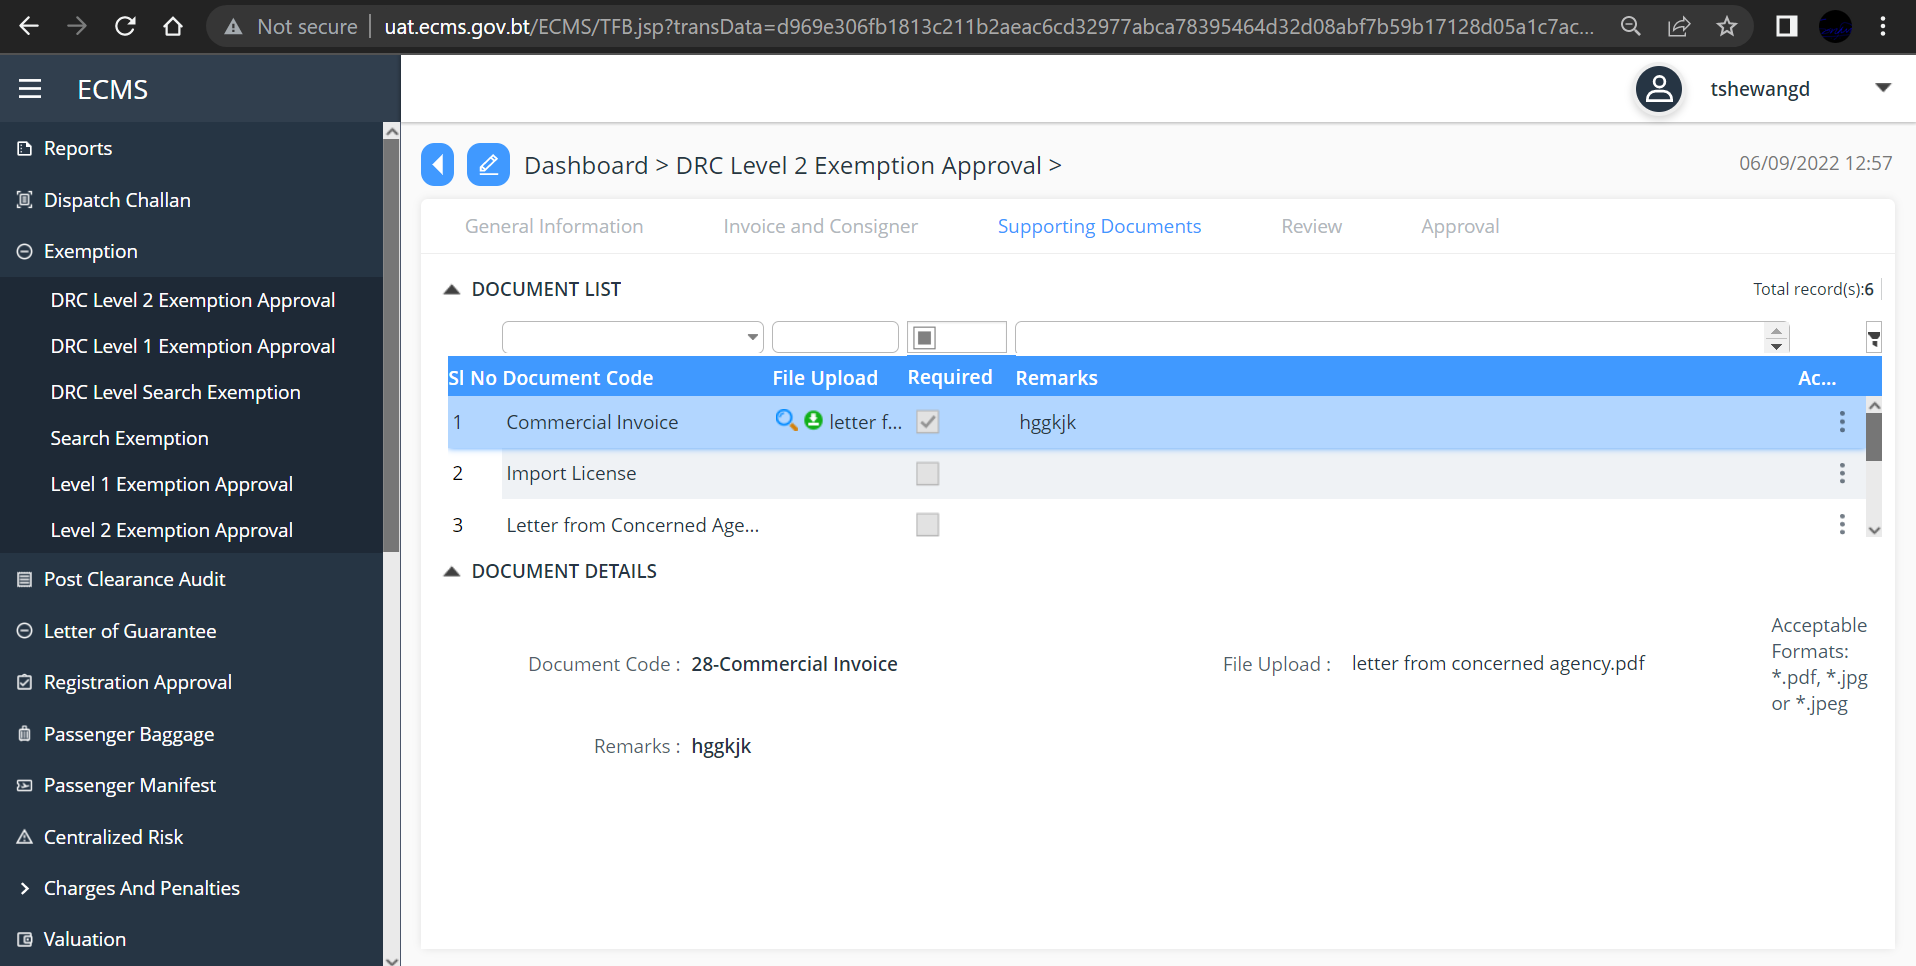 Not secure | uat.ecms.gov.bt/ECMS/TFB.jsp?transData=d969e306fb1813c211b2aeac6cd32977abca78395464d32d08abf7b59b17128d05a1c7ac...
ECMS
tshewangd
Reports
Dispatch Challan
Exemption
DRC Level 2 Exemption Approval
DRC Level 1 Exemption Approval
DRC Level Search Exemption
Search Exemption
Level 1 Exemption Approval
Level 2 Exemption Approval
Post Clearance Audit
Letter of Guarantee
Registration Approval
Passenger Baggage
Passenger Manifest
Centralized Risk
Charges And Penalties
Valuation
Dashboard > DRC Level 2 Exemption Approval >
06/09/2022 12:57
General Information Invoice and Consigner Supporting Documents Review Approval
DOCUMENT LIST
Total record(s):6
Sl No Document Code File Upload Required Remarks Ac...
1 Commercial Invoice letter f... hggkjk
2 Import License
3 Letter from Concerned Age...
DOCUMENT DETAILS
Document Code : 28-Commercial Invoice
File Upload : letter from concerned agency.pdf
Acceptable
Formats:
*.pdf, *.jpg
or *.jpeg
Remarks : hggkjk